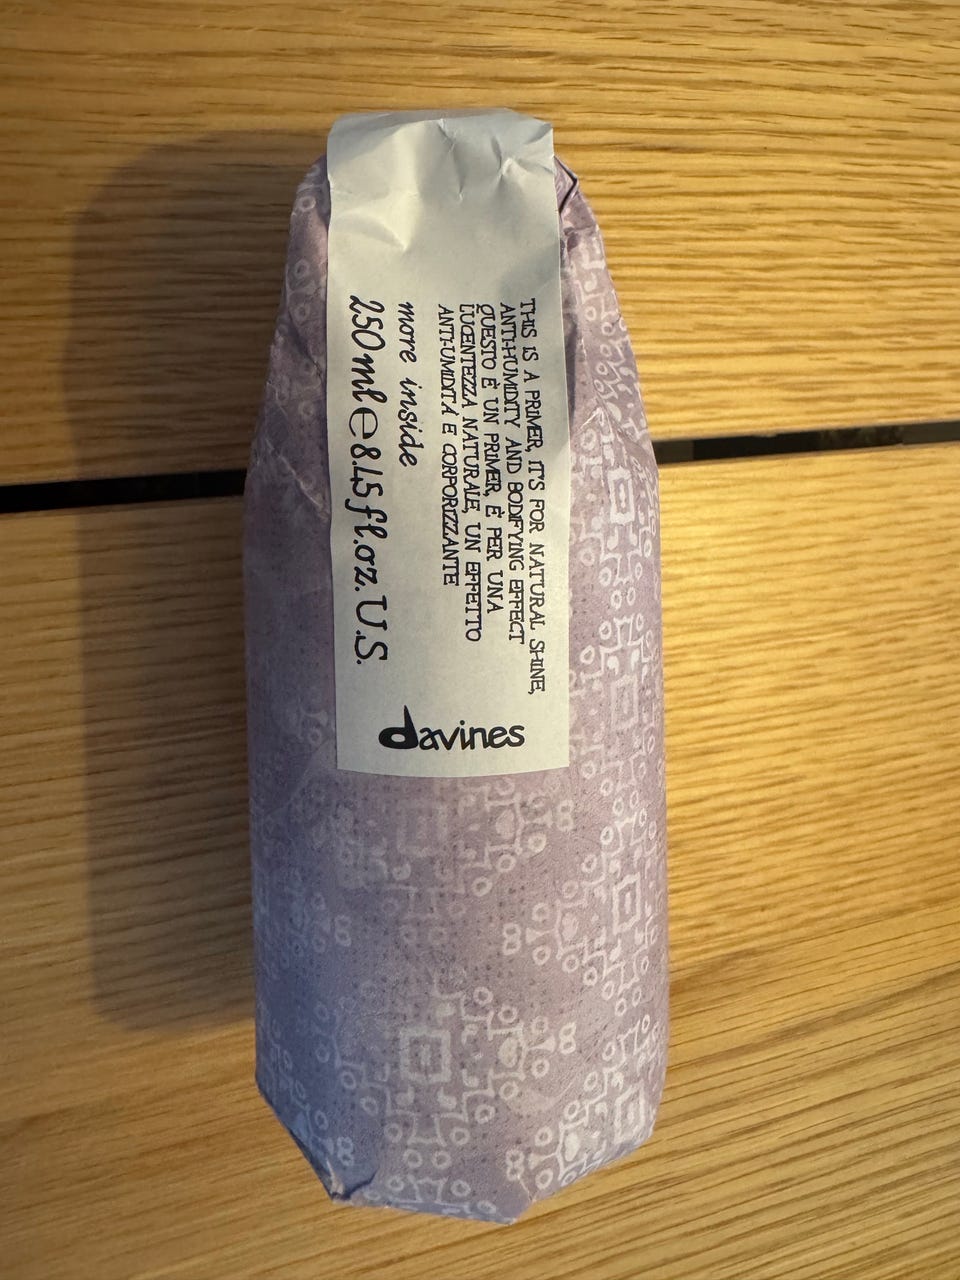 THIS IS A PRIMER, IT'S FOR NATURAL SHINE,
ANTI-HUMIDITY AND BODIFYING EFFECT
QUESTO È UN PRIMER, È PER UNA
LUCENTEZZA NATURALE, UN EFFETTO
ANTI-UMIDITÀ E CORPORIZZANTE
more inside
250 ml e 8.45 fl.oz. U.S.
davines